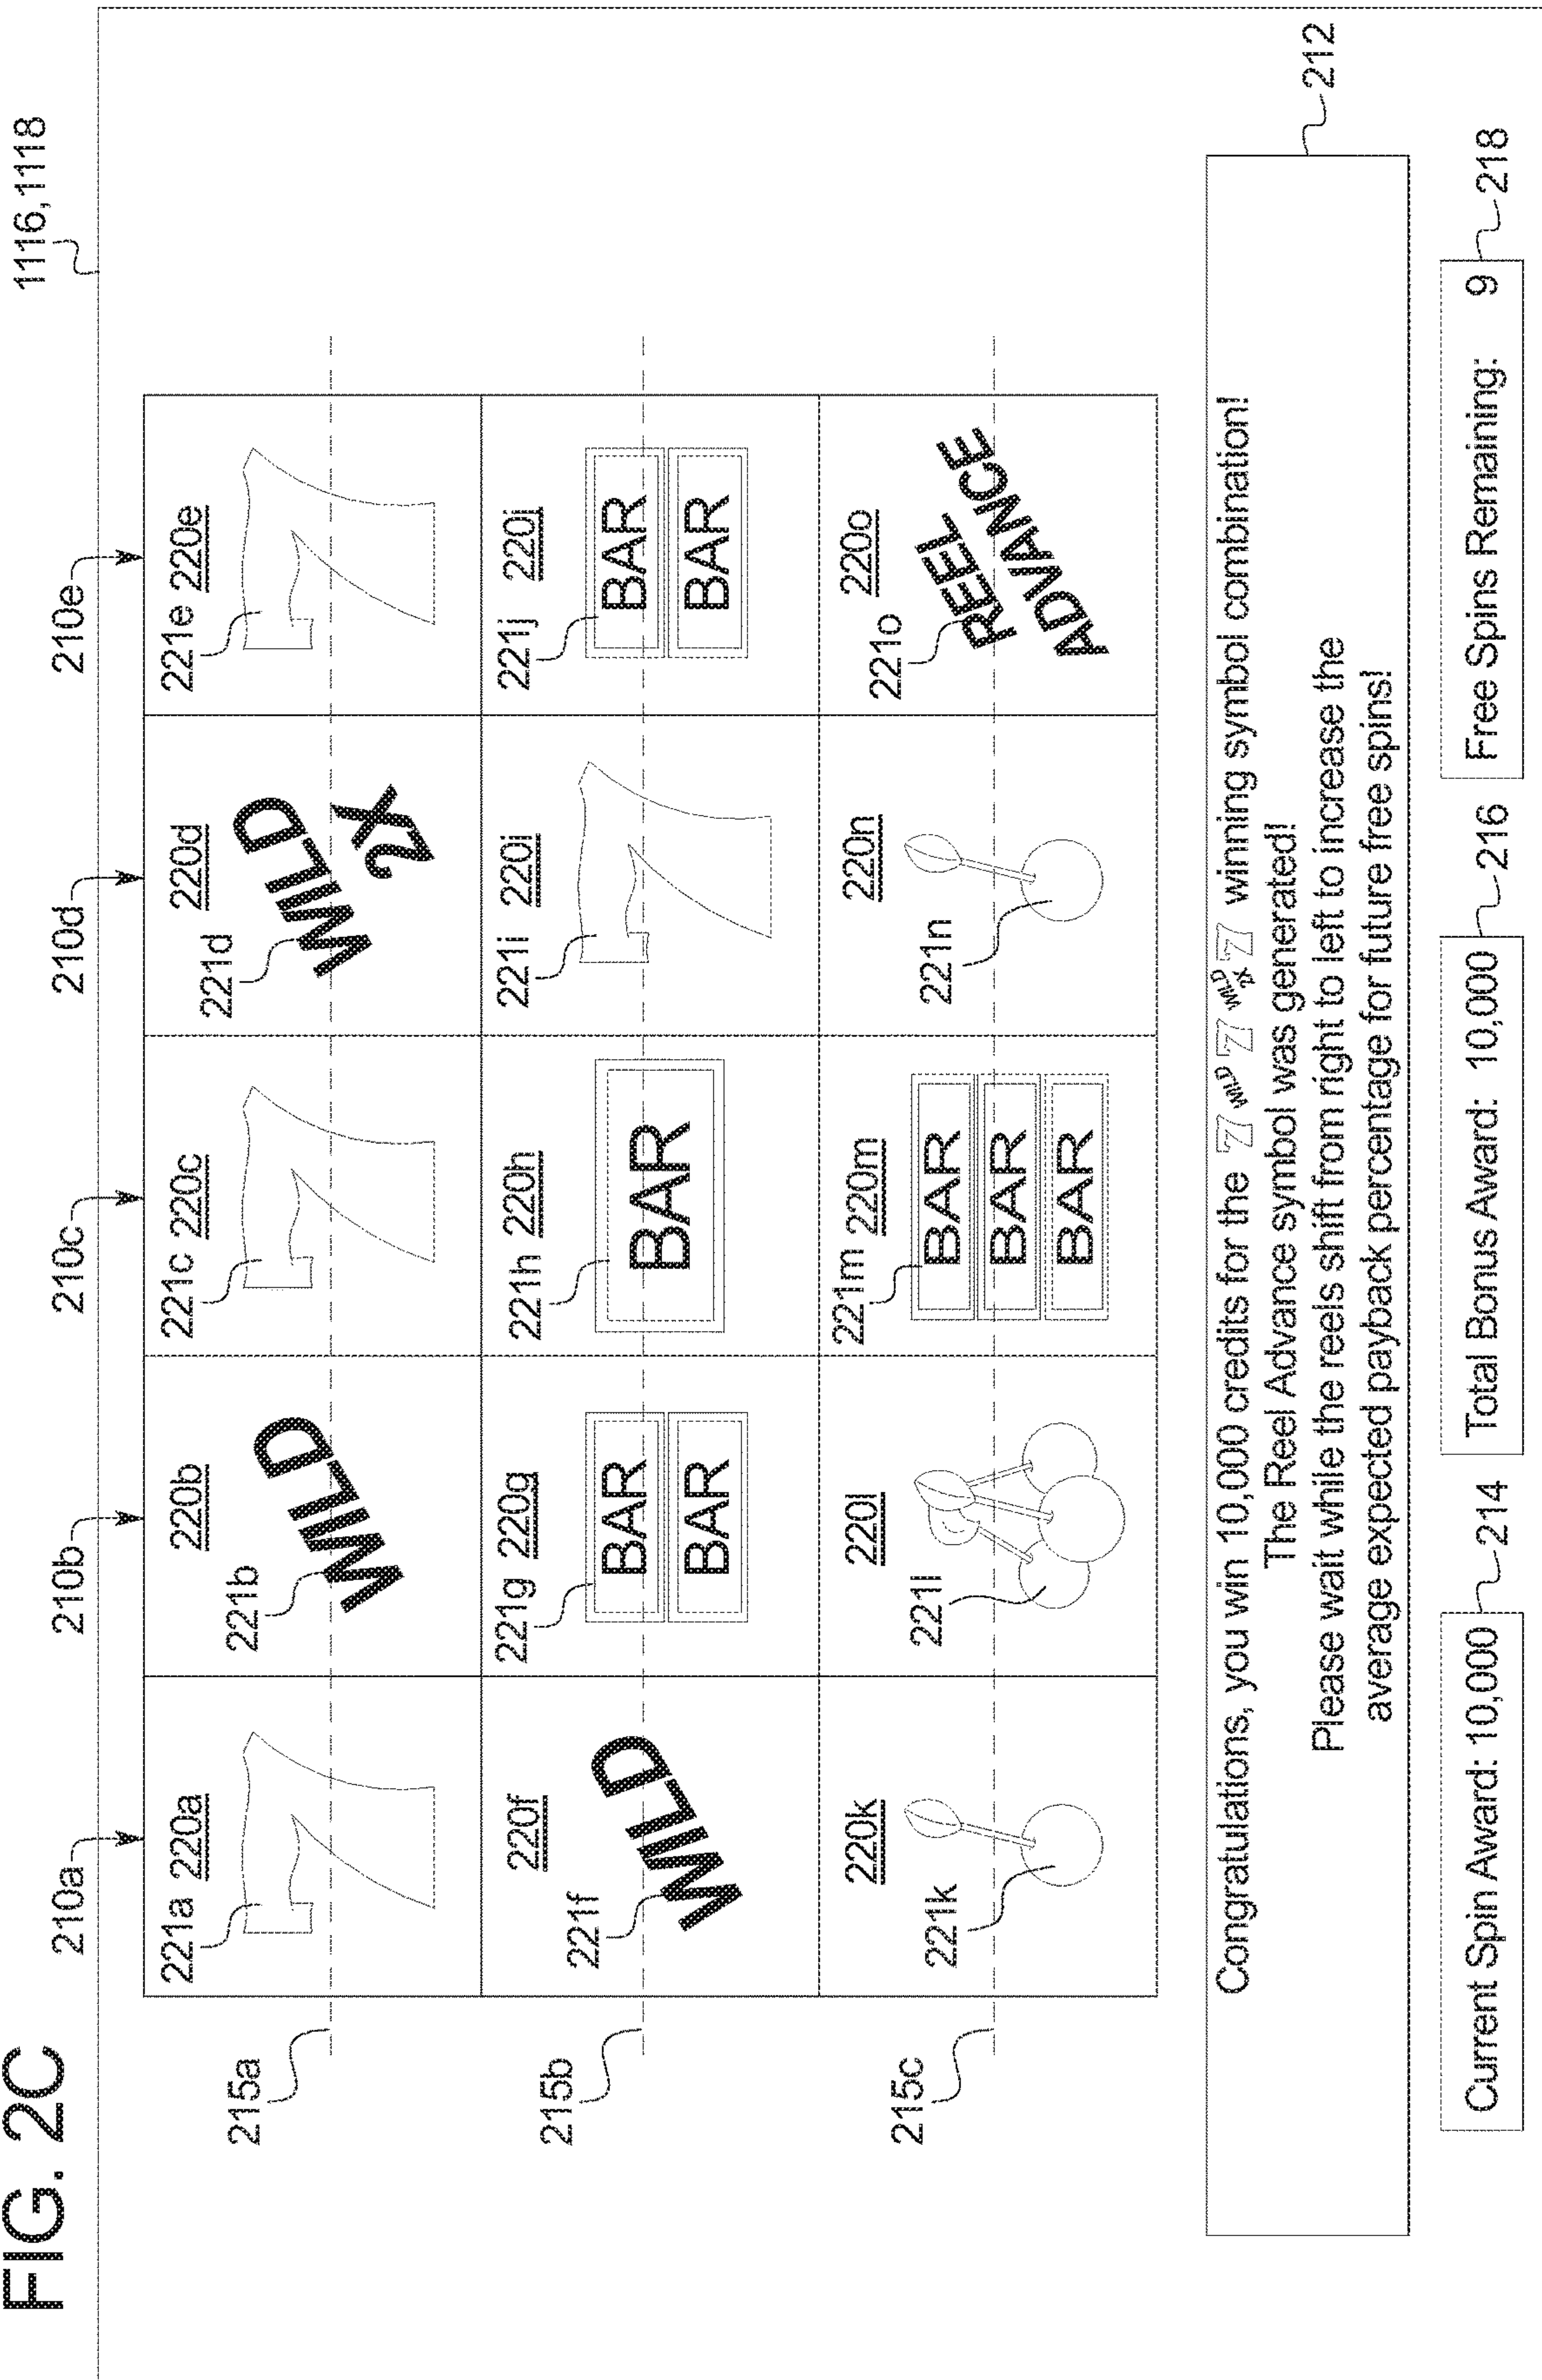 FIG. 2C
1116,1118
210a 210b 210c 210d 210e
221a 220a 220b 221c 220c 220d 221e 220e
221b 221d
WILD WILD 2X
215a
220f 221g 220g 221h 220h 221i 220i 221j 220j
221f
WILD BAR BAR BAR BAR BAR
215b
220k 220l 221m 220m 220n 220o
221k 221l 221n 221o
BAR BAR BAR REEL ADVANCE
215c
Congratulations, you win 10,000 credits for the 7 WILD 7 WILD 2X 7 winning symbol combination!
The Reel Advance symbol was generated!
Please wait while the reels shift from right to left to increase the
average expected payback percentage for future free spins!
212
Current Spin Award: 10,000 214 Total Bonus Award: 10,000 216 Free Spins Remaining: 9 218